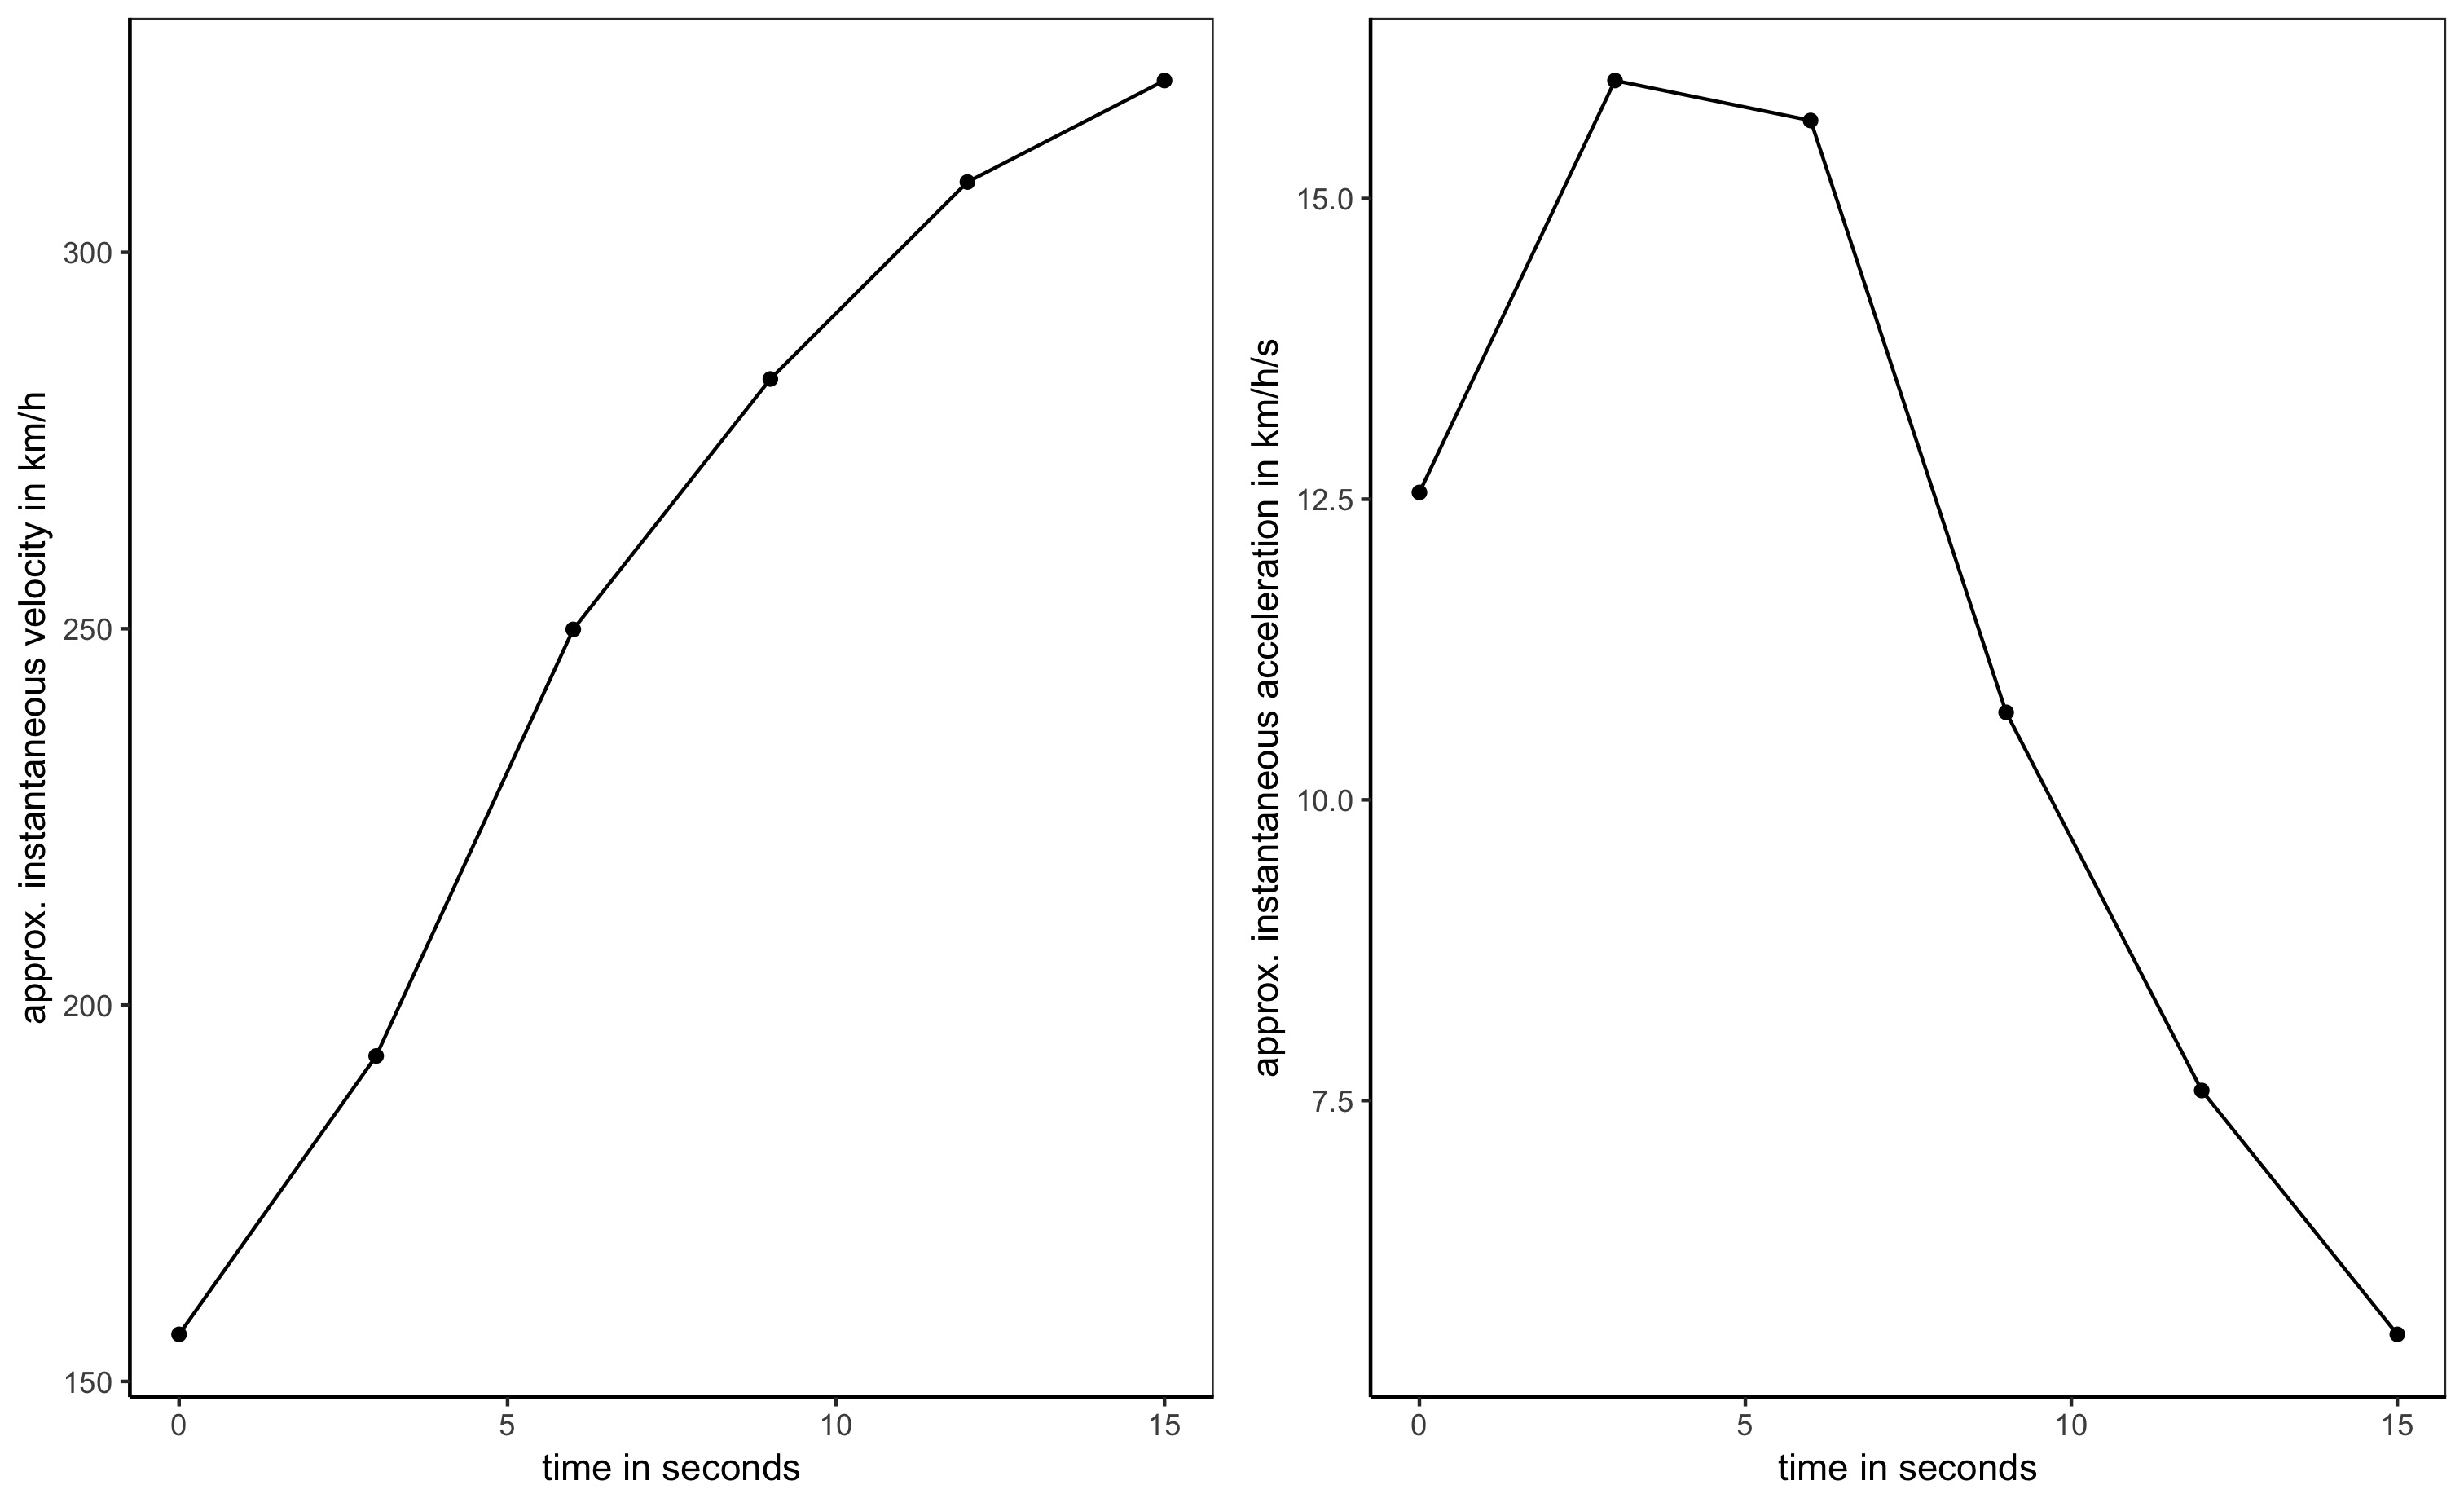 approx. instantaneous velocity in km/h
300
250
200
150
0 5 10 15
time in seconds
approx. instantaneous acceleration in km/h/s
15.0
12.5
10.0
7.5
0 5 10 15
time in seconds